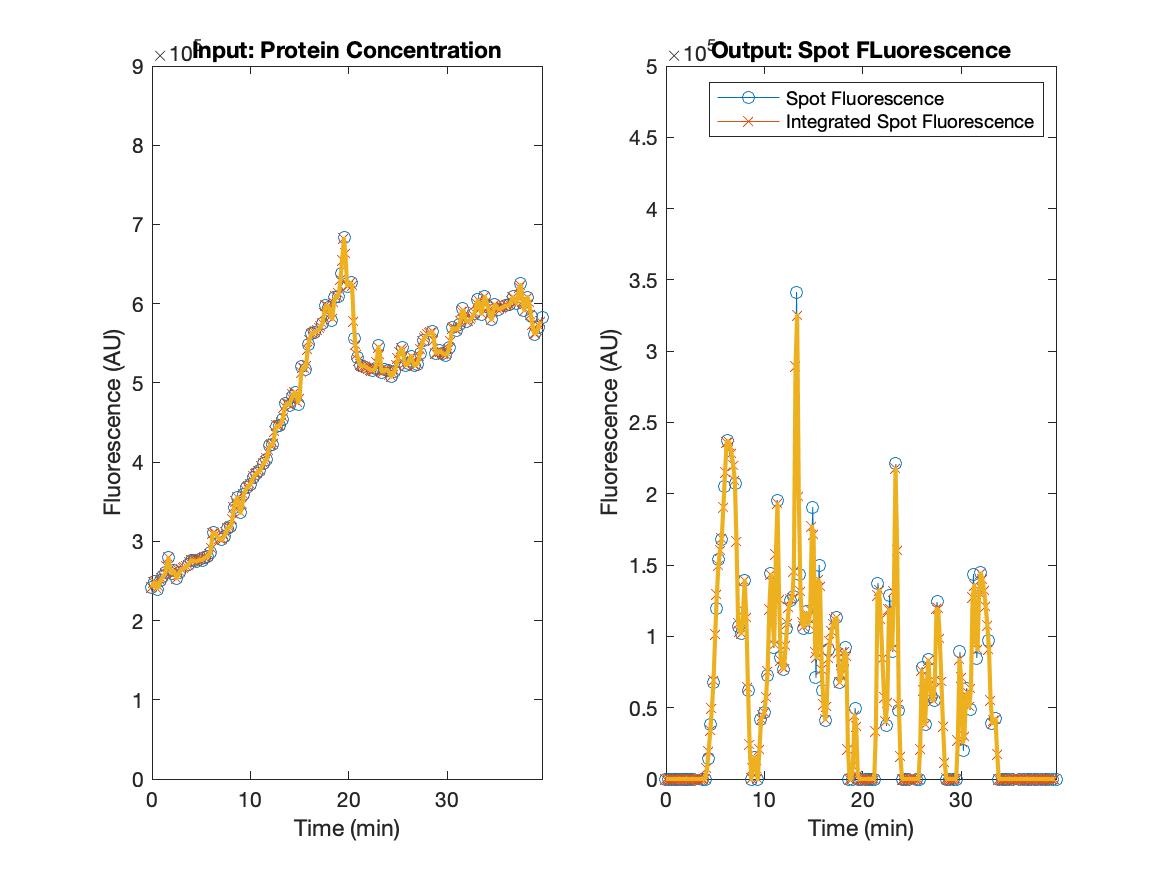 ×10⁵ Input: Protein Concentration
9
8
7
6
5
4
3
2
1
0
Fluorescence (AU)
0 10 20 30
Time (min)
×10⁵ Output: Spot FLuorescence
Spot Fluorescence
Integrated Spot Fluorescence
5
4.5
4
3.5
3
2.5
2
1.5
1
0.5
0
Fluorescence (AU)
0 10 20 30
Time (min)